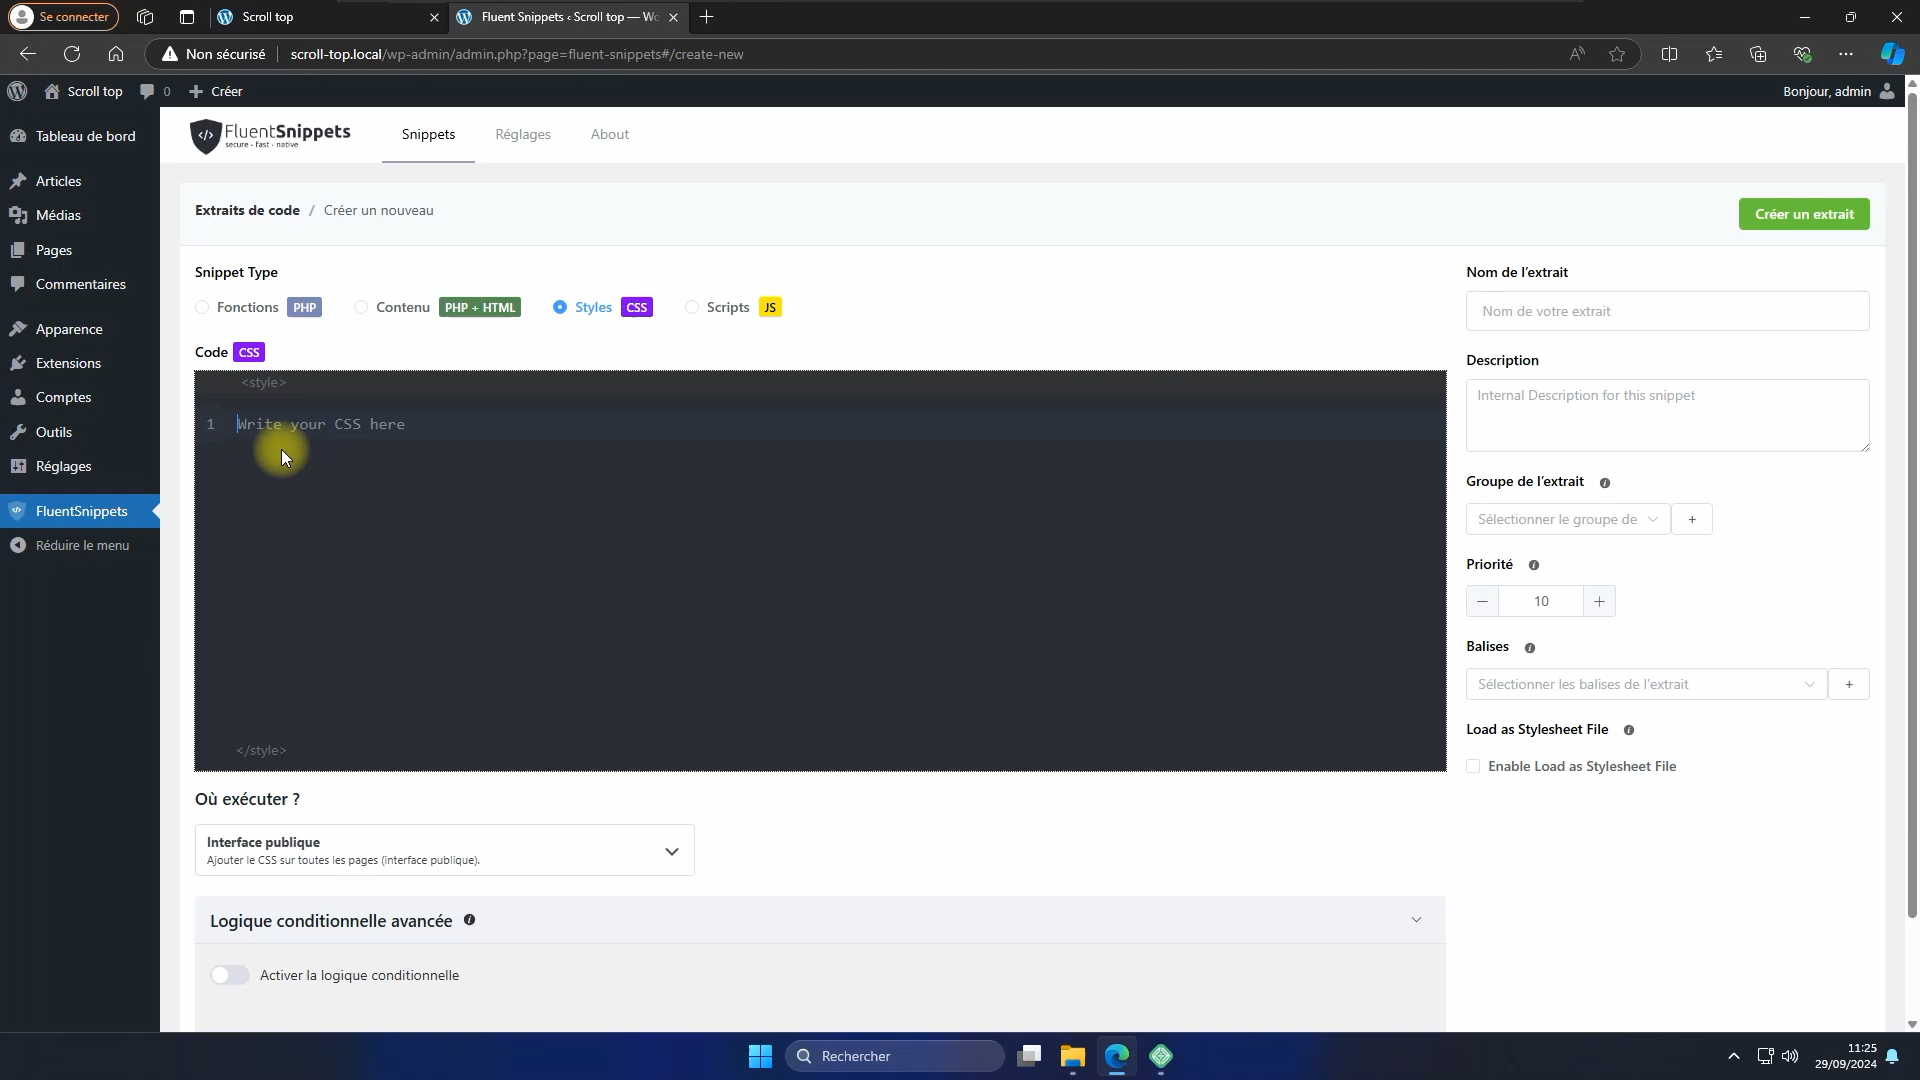 Se connecter
Scroll top
Fluent Snippets ‹ Scroll top — Wo
Non sécurisé
scroll-top.local/wp-admin/admin.php?page=fluent-snippets#/create-new
Scroll top
0
Créer
Bonjour, admin
Tableau de bord
Articles
Médias
Pages
Commentaires
Apparence
Extensions
Comptes
Outils
Réglages
FluentSnippets
Réduire le menu
FluentSnippets
secure - fast - native
Snippets
Réglages
About
Extraits de code / Créer un nouveau
Créer un extrait
Snippet Type
Fonctions PHP
Contenu PHP + HTML
Styles CSS
Scripts JS
Code CSS
<style>
1 Write your CSS here
</style>
Où exécuter ?
Interface publique
Ajouter le CSS sur toutes les pages (interface publique).
Logique conditionnelle avancée
Activer la logique conditionnelle
Nom de l'extrait
Nom de votre extrait
Description
Internal Description for this snippet
Groupe de l'extrait
Sélectionner le groupe de
+
Priorité
− 10 +
Balises
Sélectionner les balises de l'extrait
+
Load as Stylesheet File
Enable Load as Stylesheet File
Rechercher
11:25
29/09/2024